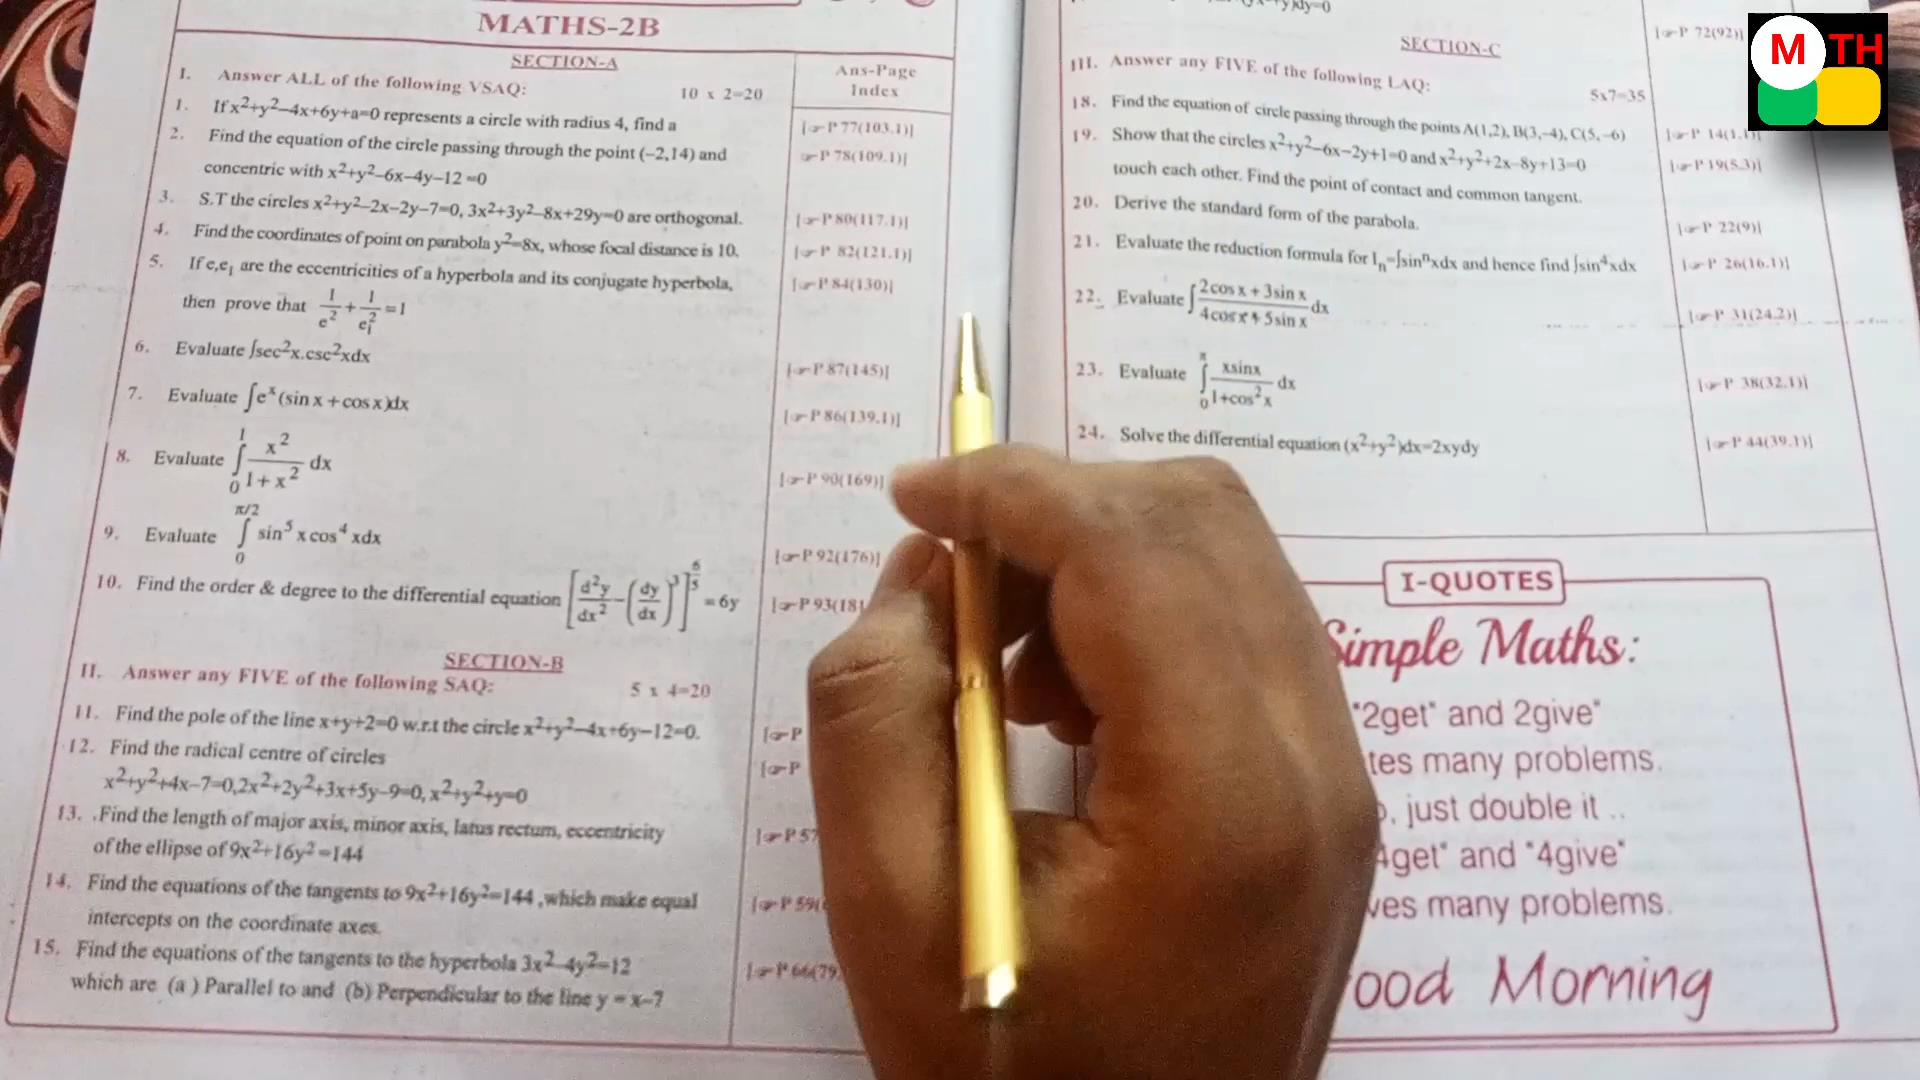 MATHS-2B
SECTION-A
Ans-Page
Index
I. Answer ALL of the following VSAQ: 10 x 2=20
1. If x²+y²–4x+6y+a=0 represents a circle with radius 4, find a [☞P 77(103.1)]
2. Find the equation of the circle passing through the point (–2,14) and ☞P 78(109.1)]
concentric with x²+y²–6x–4y–12=0
3. S.T the circles x²+y²–2x–2y–7=0, 3x²+3y²–8x+29y=0 are orthogonal. [☞P 80(117.1)]
4. Find the coordinates of point on parabola y²=8x, whose focal distance is 10. [☞P 82(121.1)]
5. If e,e₁ are the eccentricities of a hyperbola and its conjugate hyperbola, [☞P 84(130)]
then prove that 1/e² + 1/e₁² = 1
6. Evaluate ∫sec²x.csc²xdx [☞P 87(145)]
7. Evaluate ∫eˣ(sin x+cos x)dx [☞P 86(139.1)]
8. Evaluate ∫₀¹ x²/(1+x²) dx [☞P 90(169)]
9. Evaluate ∫₀^(π/2) sin⁵ x cos⁴ xdx [☞P 92(176)]
10. Find the order & degree to the differential equation [d²y/dx² – (dy/dx)³]^(6/5) = 6y [☞P 93(181
SECTION-B
II. Answer any FIVE of the following SAQ: 5 x 4=20
11. Find the pole of the line x+y+2=0 w.r.t the circle x²+y²–4x+6y–12=0. [☞P
12. Find the radical centre of circles [☞P
x²+y²+4x–7=0,2x²+2y²+3x+5y–9=0, x²+y²+y=0
13. .Find the length of major axis, minor axis, latus rectum, eccentricity [☞P 57
of the ellipse of 9x²+16y²=144
14. Find the equations of the tangents to 9x²+16y²=144 ,which make equal [☞P 59(
intercepts on the coordinate axes.
15. Find the equations of the tangents to the hyperbola 3x²–4y²=12 [☞P 66(79
which are (a ) Parallel to and (b) Perpendicular to the line y = x–7
y)dy=0
[☞P 72(92)]
SECTION-C
III. Answer any FIVE of the following LAQ: 5x7=35
18. Find the equation of circle passing through the points A(1,2), B(3,–4), C(5,–6) [☞P 14(1.1)]
19. Show that the circles x²+y²–6x–2y+1=0 and x²+y²+2x–8y+13=0 [☞P 19(5.3)]
touch each other. Find the point of contact and common tangent.
20. Derive the standard form of the parabola. [☞P 22(9)]
21. Evaluate the reduction formula for Iₙ=∫sinⁿxdx and hence find ∫sin⁴xdx [☞P 26(16.1)]
22. Evaluate ∫(2cos x + 3sin x)/(4cos x + 5sin x) dx [☞P 31(24.2)]
23. Evaluate ∫₀^π xsinx/(1+cos²x) dx [☞P 38(32.1)]
24. Solve the differential equation (x²+y²)dx=2xydy [☞P 44(39.1)]
I-QUOTES
Simple Maths:
"2get" and 2give"
tes many problems.
, just double it ..
4get" and "4give"
ves many problems.
ood Morning
M TH